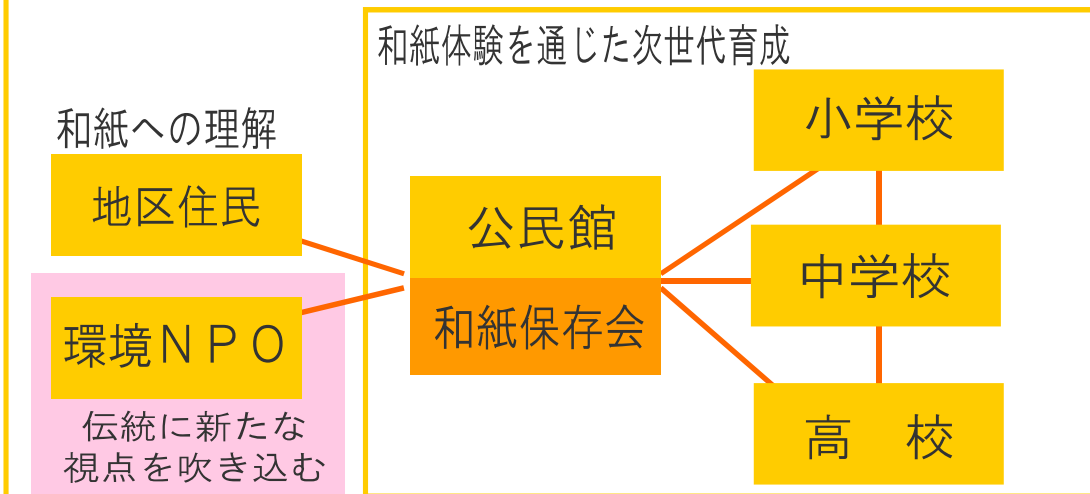 和紙体験を通じた次世代育成
和紙への理解
地区住民
環境ＮＰＯ
伝統に新たな
視点を吹き込む
公民館
和紙保存会
小学校
中学校
高　校